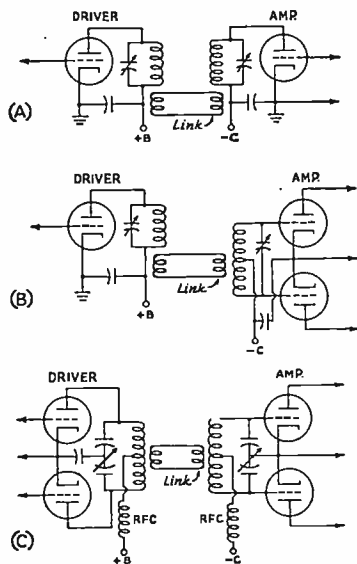 DRIVER AMP.
(A)
Link
+B -C
DRIVER AMP.
(B)
Link
+B
-C
DRIVER AMP.
(C)
Link
RFC RFC
+B -C